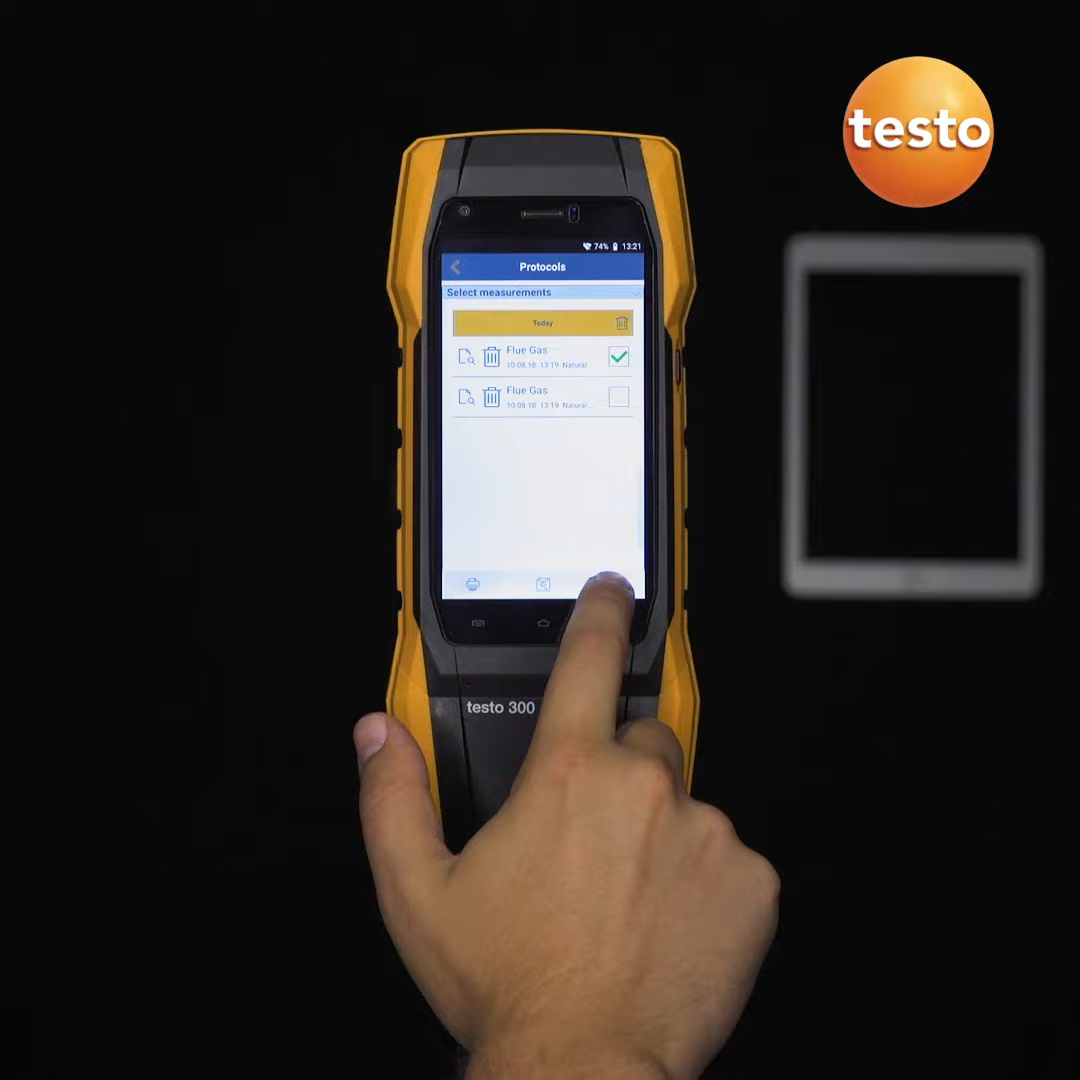 testo
74% 13:21
Protocols
Select measurements
Today
Flue Gas
10.08.18 13:19 Natural
Flue Gas
10.08.18 13:19 Natural...
testo 300